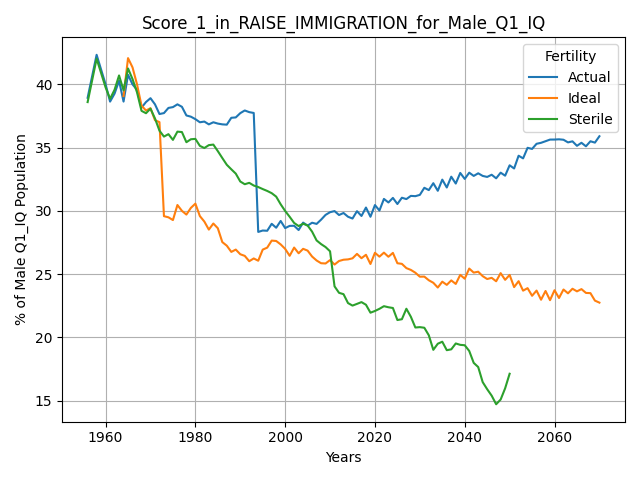 Score_1_in_RAISE_IMMIGRATION_for_Male_Q1_IQ
% of Male Q1_IQ Population
40
35
30
25
20
15
Fertility
Actual
Ideal
Sterile
1960 1980 2000 2020 2040 2060
Years